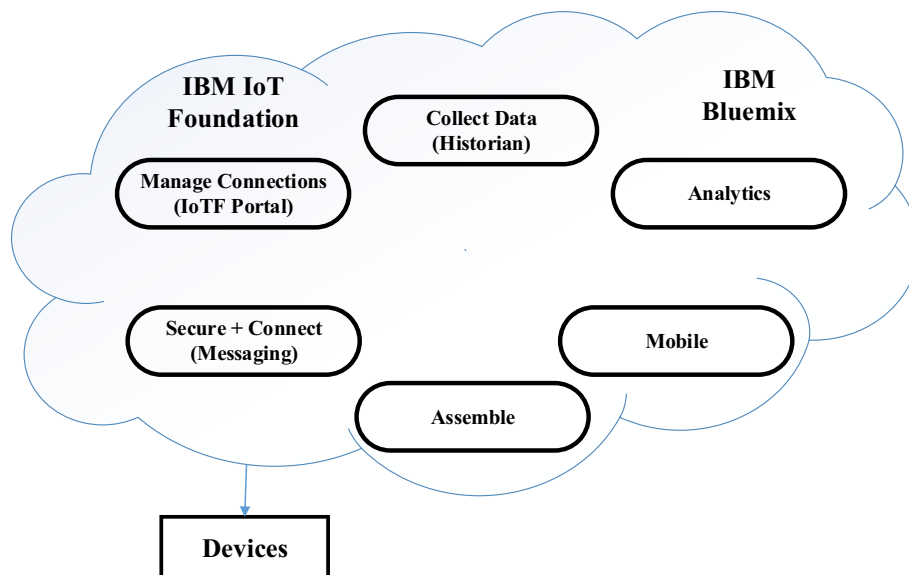 IBM IoT
Foundation
IBM
Bluemix
Collect Data
(Historian)
Manage Connections
(IoTF Portal)
Analytics
Secure + Connect
(Messaging)
Mobile
Assemble
Devices